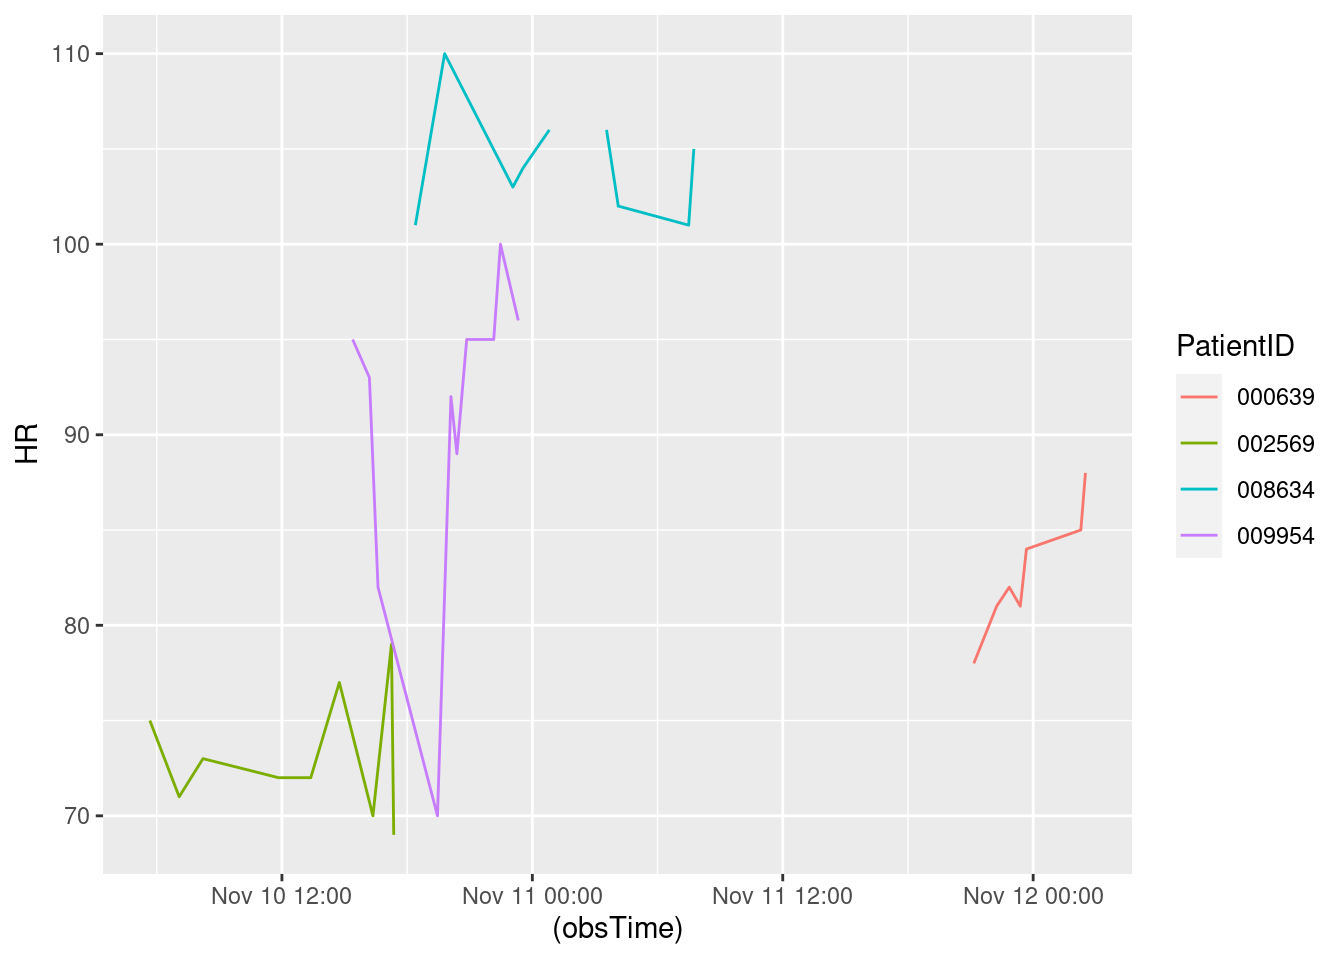 110
100
90
80
70
HR
Nov 10 12:00
Nov 11 00:00
Nov 11 12:00
Nov 12 00:00
(obsTime)
PatientID
000639
002569
008634
009954